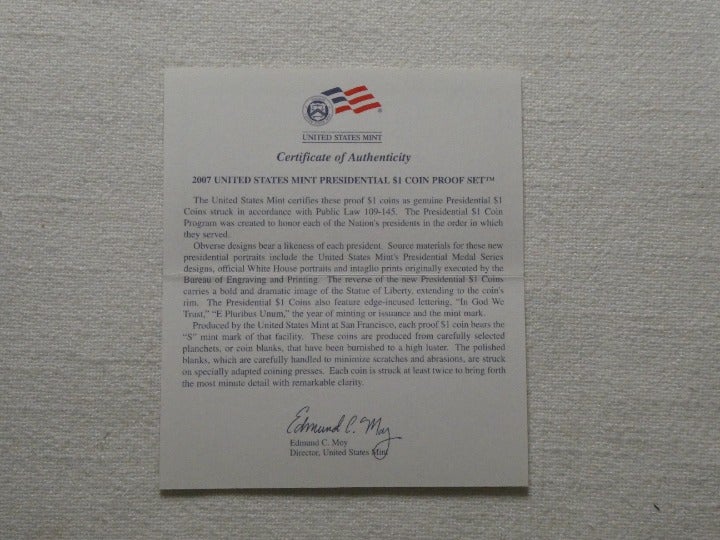 UNITED STATES MINT
Certificate of Authenticity
2007 UNITED STATES MINT PRESIDENTIAL $1 COIN PROOF SET™
The United States Mint certifies these proof $1 coins as genuine Presidential $1
Coins struck in accordance with Public Law 109-145. The Presidential $1 Coin
Program was created to honor each of the Nation's presidents in the order in which
they served.
Obverse designs bear a likeness of each president. Source materials for these new
presidential portraits include the United States Mint's Presidential Medal Series
designs, official White House portraits and intaglio prints originally executed by the
Bureau of Engraving and Printing. The reverse of the new Presidential $1 Coins
carries a bold and dramatic image of the Statue of Liberty, extending to the coin's
rim. The Presidential $1 Coins also feature edge-incused lettering, "In God We
Trust," "E Pluribus Unum," the year of minting or issuance and the mint mark.
Produced by the United States Mint at San Francisco, each proof $1 coin bears the
"S" mint mark of that facility. These coins are produced from carefully selected
planchets, or coin blanks, that have been burnished to a high luster. The polished
blanks, which are carefully handled to minimize scratches and abrasions, are struck
on specially adapted coining presses. Each coin is struck at least twice to bring forth
the most minute detail with remarkable clarity.
Edmund C. Moy
Edmund C. Moy
Director, United States Mint